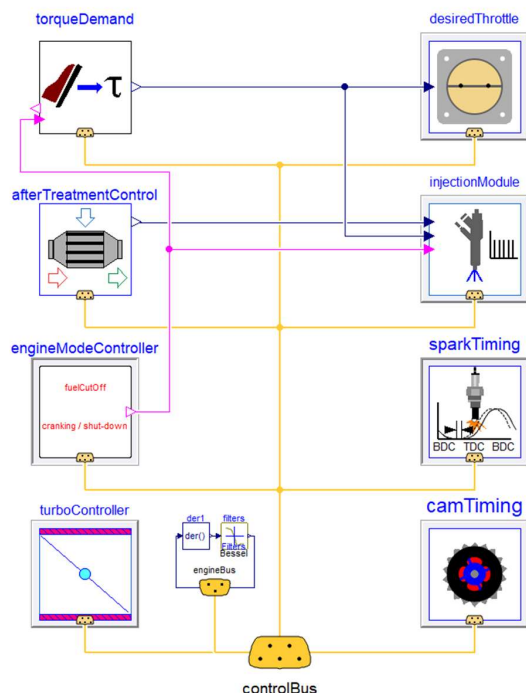 torqueDemand
desiredThrottle
τ
afterTreatmentControl
injectionModule
engineModeController
sparkTiming
fuelCutOff
cranking / shut-down
BDC TDC BDC
turboController
camTiming
der1
filters
der()
Filters
Bessel
engineBus
controlBus